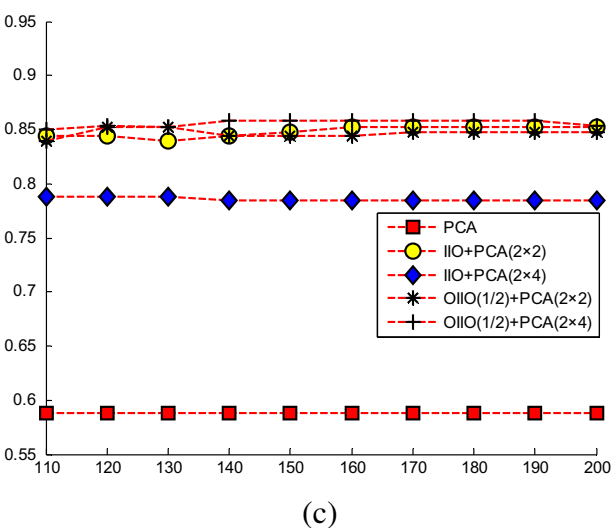 0.95
0.9
0.85
0.8
0.75
0.7
0.65
0.6
0.55
110 120 130 140 150 160 170 180 190 200
PCA
IIO+PCA(2×2)
IIO+PCA(2×4)
OIIO(1/2)+PCA(2×2)
OIIO(1/2)+PCA(2×4)
(c)